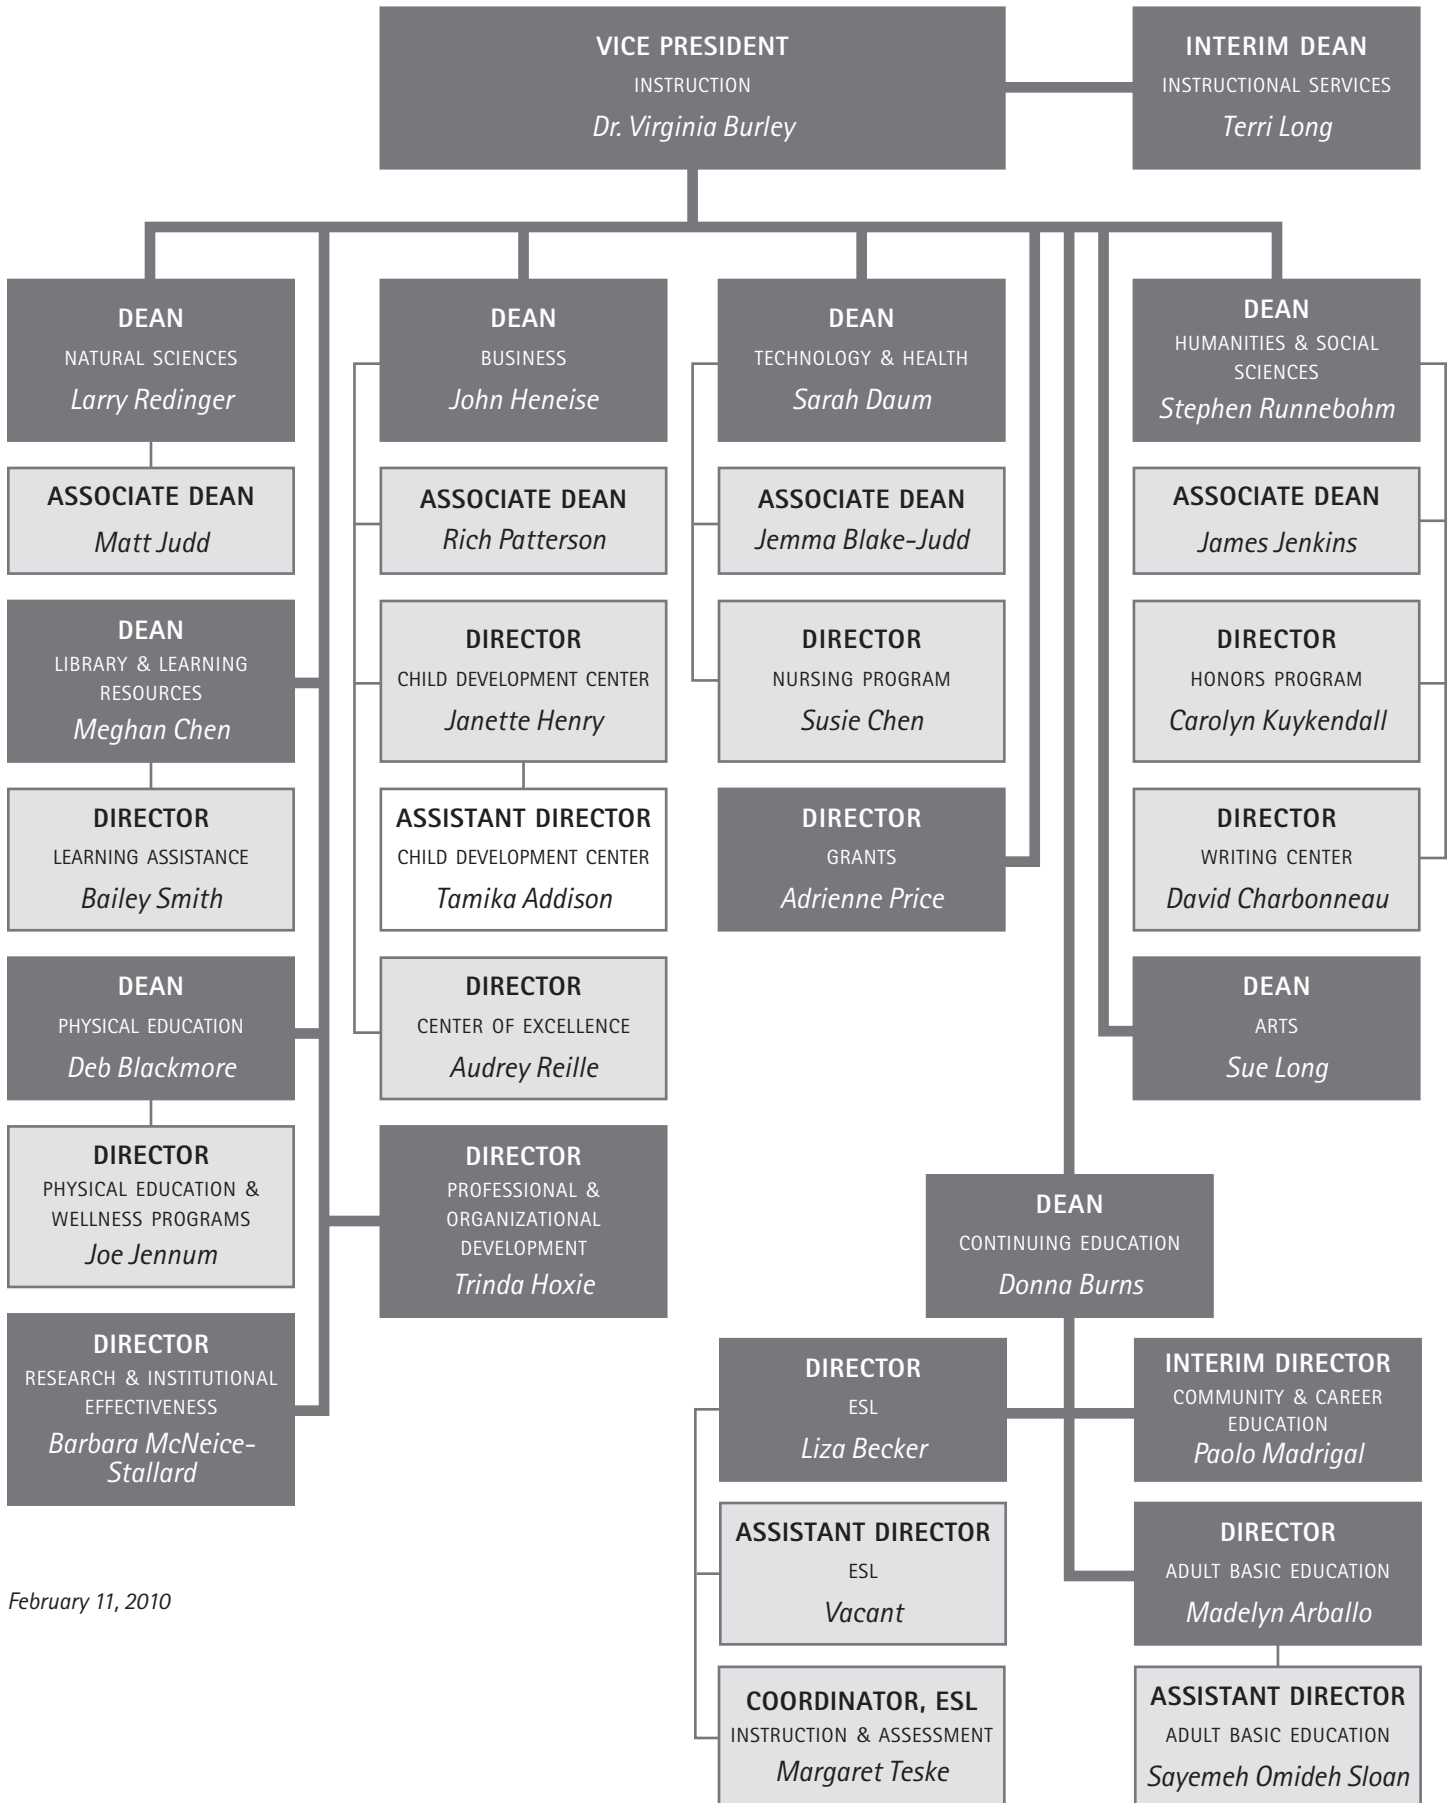 VICE PRESIDENT
INSTRUCTION
Dr. Virginia Burley
INTERIM DEAN
INSTRUCTIONAL SERVICES
Terri Long
DEAN
NATURAL SCIENCES
Larry Redinger
ASSOCIATE DEAN
Matt Judd
DEAN
LIBRARY & LEARNING
RESOURCES
Meghan Chen
DIRECTOR
LEARNING ASSISTANCE
Bailey Smith
DEAN
PHYSICAL EDUCATION
Deb Blackmore
DIRECTOR
PHYSICAL EDUCATION &
WELLNESS PROGRAMS
Joe Jennum
DIRECTOR
RESEARCH & INSTITUTIONAL
EFFECTIVENESS
Barbara McNeice-
Stallard
DEAN
BUSINESS
John Heneise
ASSOCIATE DEAN
Rich Patterson
DIRECTOR
CHILD DEVELOPMENT CENTER
Janette Henry
ASSISTANT DIRECTOR
CHILD DEVELOPMENT CENTER
Tamika Addison
DIRECTOR
CENTER OF EXCELLENCE
Audrey Reille
DIRECTOR
PROFESSIONAL &
ORGANIZATIONAL
DEVELOPMENT
Trinda Hoxie
DEAN
TECHNOLOGY & HEALTH
Sarah Daum
ASSOCIATE DEAN
Jemma Blake-Judd
DIRECTOR
NURSING PROGRAM
Susie Chen
DIRECTOR
GRANTS
Adrienne Price
DEAN
HUMANITIES & SOCIAL
SCIENCES
Stephen Runnebohm
ASSOCIATE DEAN
James Jenkins
DIRECTOR
HONORS PROGRAM
Carolyn Kuykendall
DIRECTOR
WRITING CENTER
David Charbonneau
DEAN
ARTS
Sue Long
DEAN
CONTINUING EDUCATION
Donna Burns
DIRECTOR
ESL
Liza Becker
ASSISTANT DIRECTOR
ESL
Vacant
COORDINATOR, ESL
INSTRUCTION & ASSESSMENT
Margaret Teske
INTERIM DIRECTOR
COMMUNITY & CAREER
EDUCATION
Paolo Madrigal
DIRECTOR
ADULT BASIC EDUCATION
Madelyn Arballo
ASSISTANT DIRECTOR
ADULT BASIC EDUCATION
Sayemeh Omideh Sloan
February 11, 2010